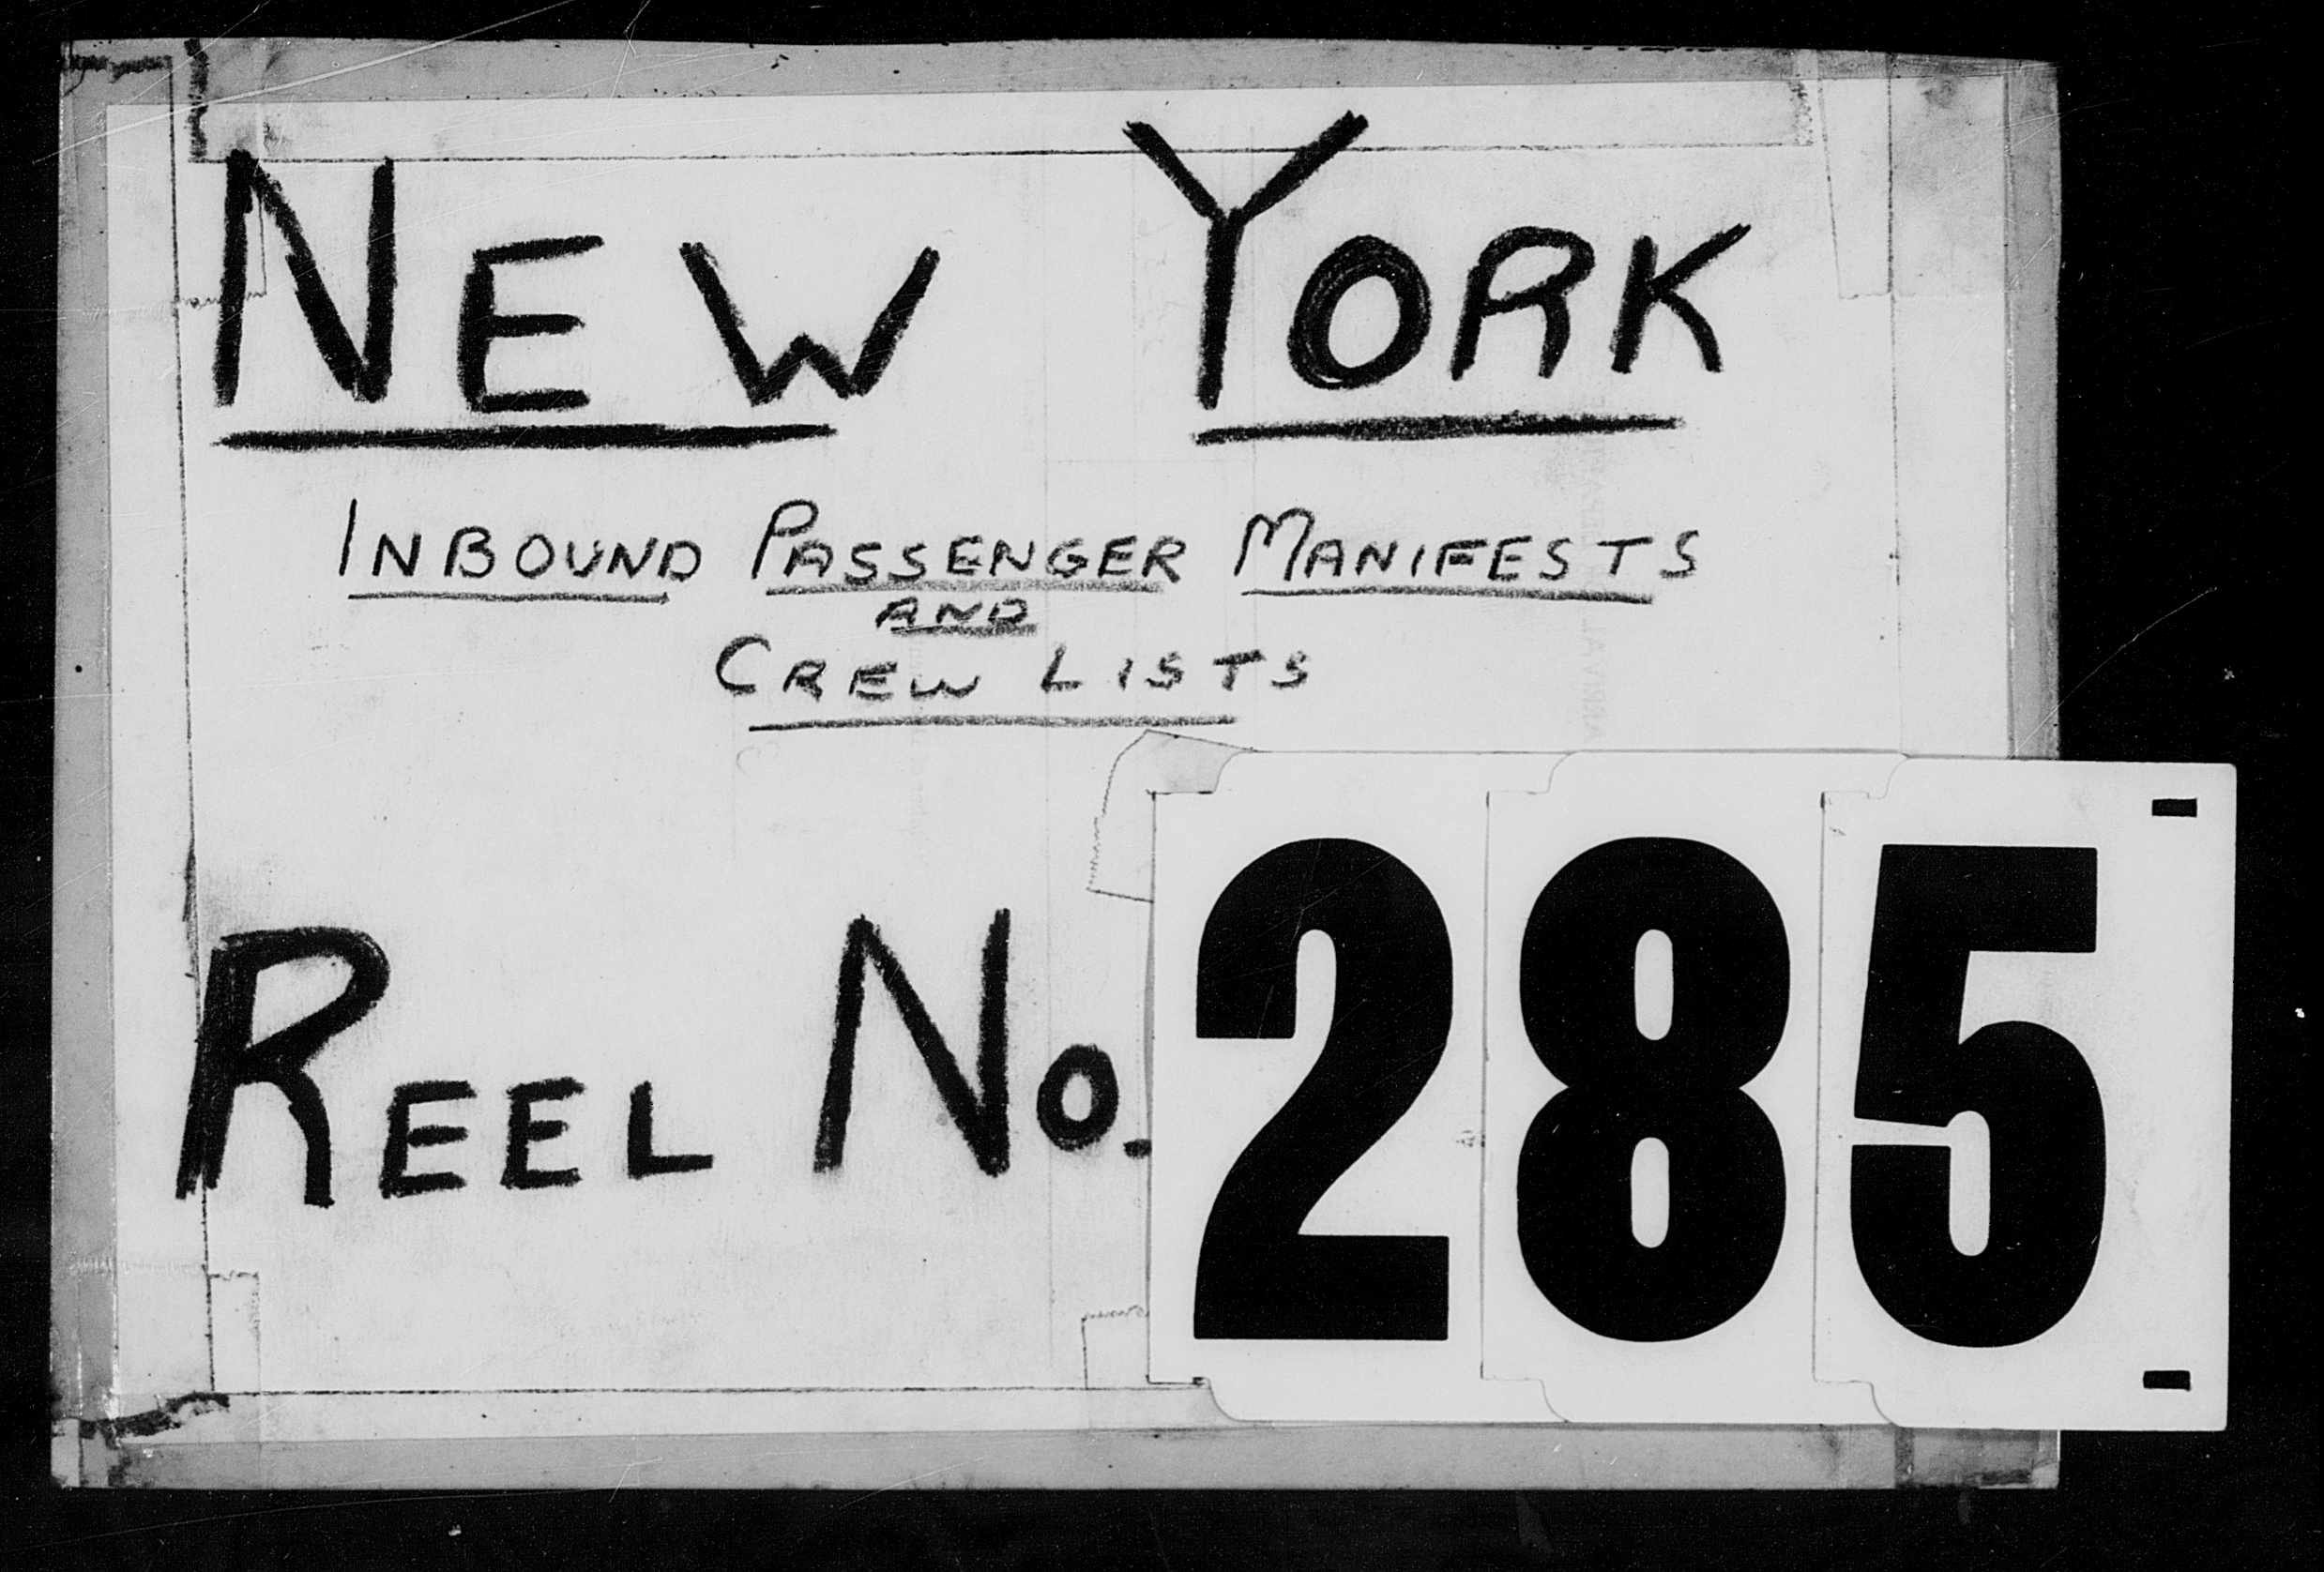 NEW YORK
INBOUND PASSENGER MANIFESTS
AND
CREW LISTS
REEL NO. 285